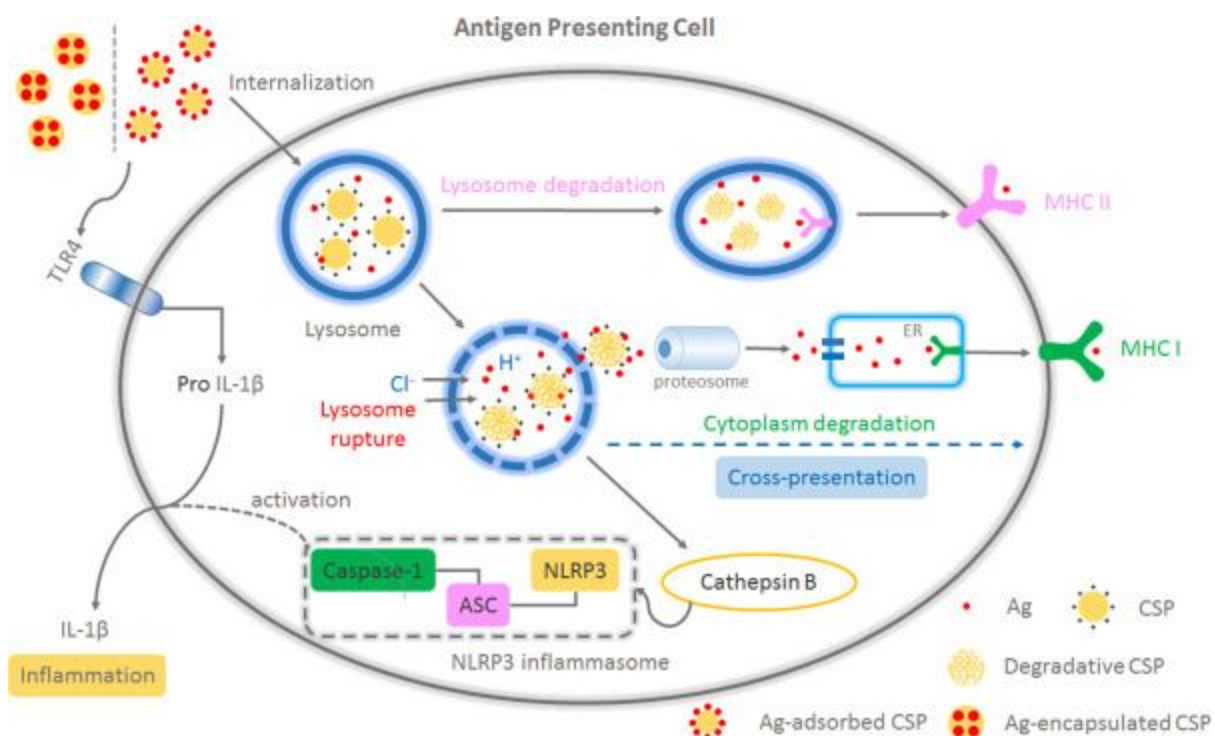 Antigen Presenting Cell
Internalization
Lysosome degradation
MHC II
TLR4
Lysosome
ER
MHC I
H⁺
proteosome
Pro IL-1β
Cl⁻
Lysosome
rupture
Cytoplasm degradation
Cross-presentation
activation
Caspase-1
NLRP3
ASC
Cathepsin B
IL-1β
Inflammation
NLRP3 inflammasome
Ag
CSP
Degradative CSP
Ag-adsorbed CSP
Ag-encapsulated CSP